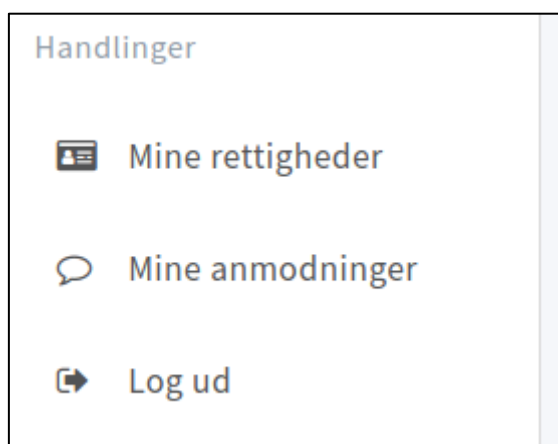 Handlinger
Mine rettigheder
Mine anmodninger
Log ud